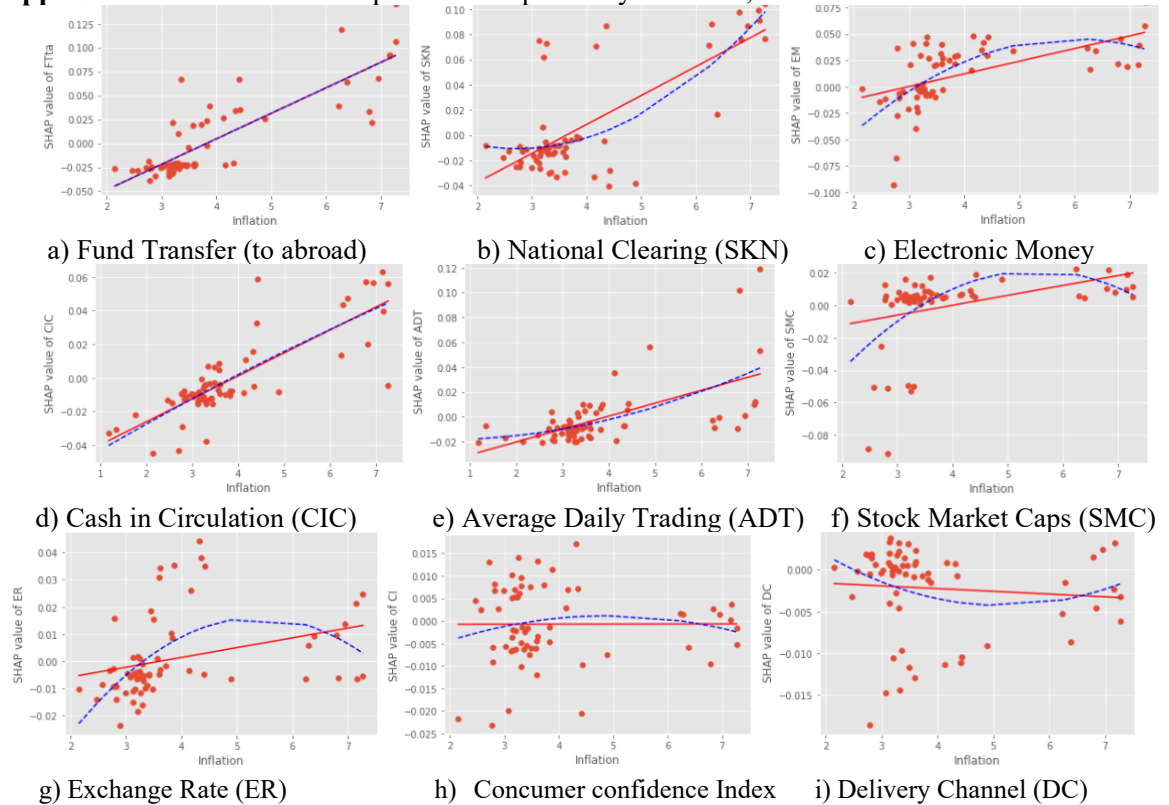 SHAP value of FTta
0.125
0.100
0.075
0.050
0.025
0.000
−0.025
−0.050
2 3 4 5 6 7
Inflation
SHAP value of SKN
0.10
0.08
0.06
0.04
0.02
0.00
−0.02
−0.04
2 3 4 5 6 7
Inflation
SHAP value of EM
0.050
0.025
0.000
0.025
0.050
0.075
−0.100
2 3 4 5 6 7
Inflation
a) Fund Transfer (to abroad)
b) National Clearing (SKN)
c) Electronic Money
SHAP value of CIC
0.06
0.04
0.02
0.00
−0.02
−0.04
1 2 3 4 5 6 7
Inflation
SHAP value of ADT
0.12
0.10
0.08
0.06
0.04
0.02
0.00
−0.02
1 2 3 4 5 6 7
Inflation
SHAP value of SMC
0.02
0.00
−0.02
−0.04
−0.06
−0.08
2 3 4 5 6 7
Inflation
d) Cash in Circulation (CIC)
e) Average Daily Trading (ADT)
f) Stock Market Caps (SMC)
SHAP value of ER
0.04
0.03
0.02
0.01
0.00
−0.01
−0.02
2 3 4 5 6 7
Inflation
SHAP value of CI
0.015
0.010
0.005
0.000
−0.005
−0.010
−0.015
−0.020
−0.025
2 3 4 5 6 7
Inflation
SHAP value of DC
0.000
−0.005
−0.010
−0.015
2 3 4 5 6 7
Inflation
g) Exchange Rate (ER)
h) Concumer confidence Index
i) Delivery Channel (DC)